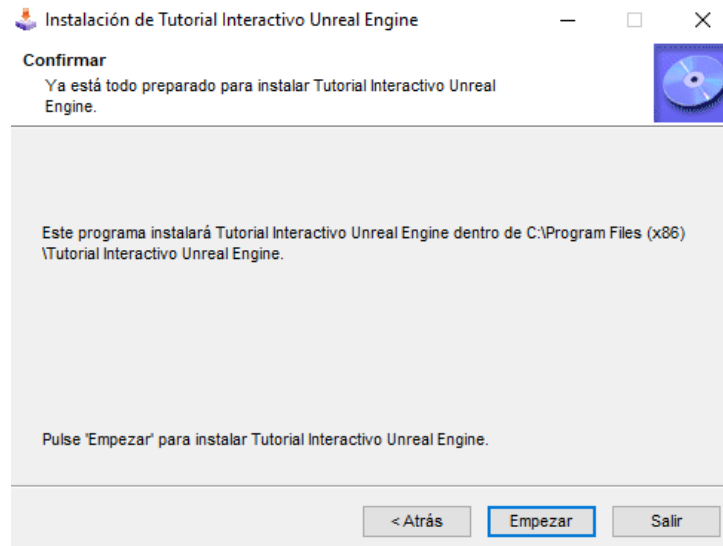 Instalación de Tutorial Interactivo Unreal Engine
Confirmar
Ya está todo preparado para instalar Tutorial Interactivo Unreal
Engine.
Este programa instalará Tutorial Interactivo Unreal Engine dentro de C:\Program Files (x86)
\Tutorial Interactivo Unreal Engine.
Pulse 'Empezar' para instalar Tutorial Interactivo Unreal Engine.
< Atrás
Empezar
Salir